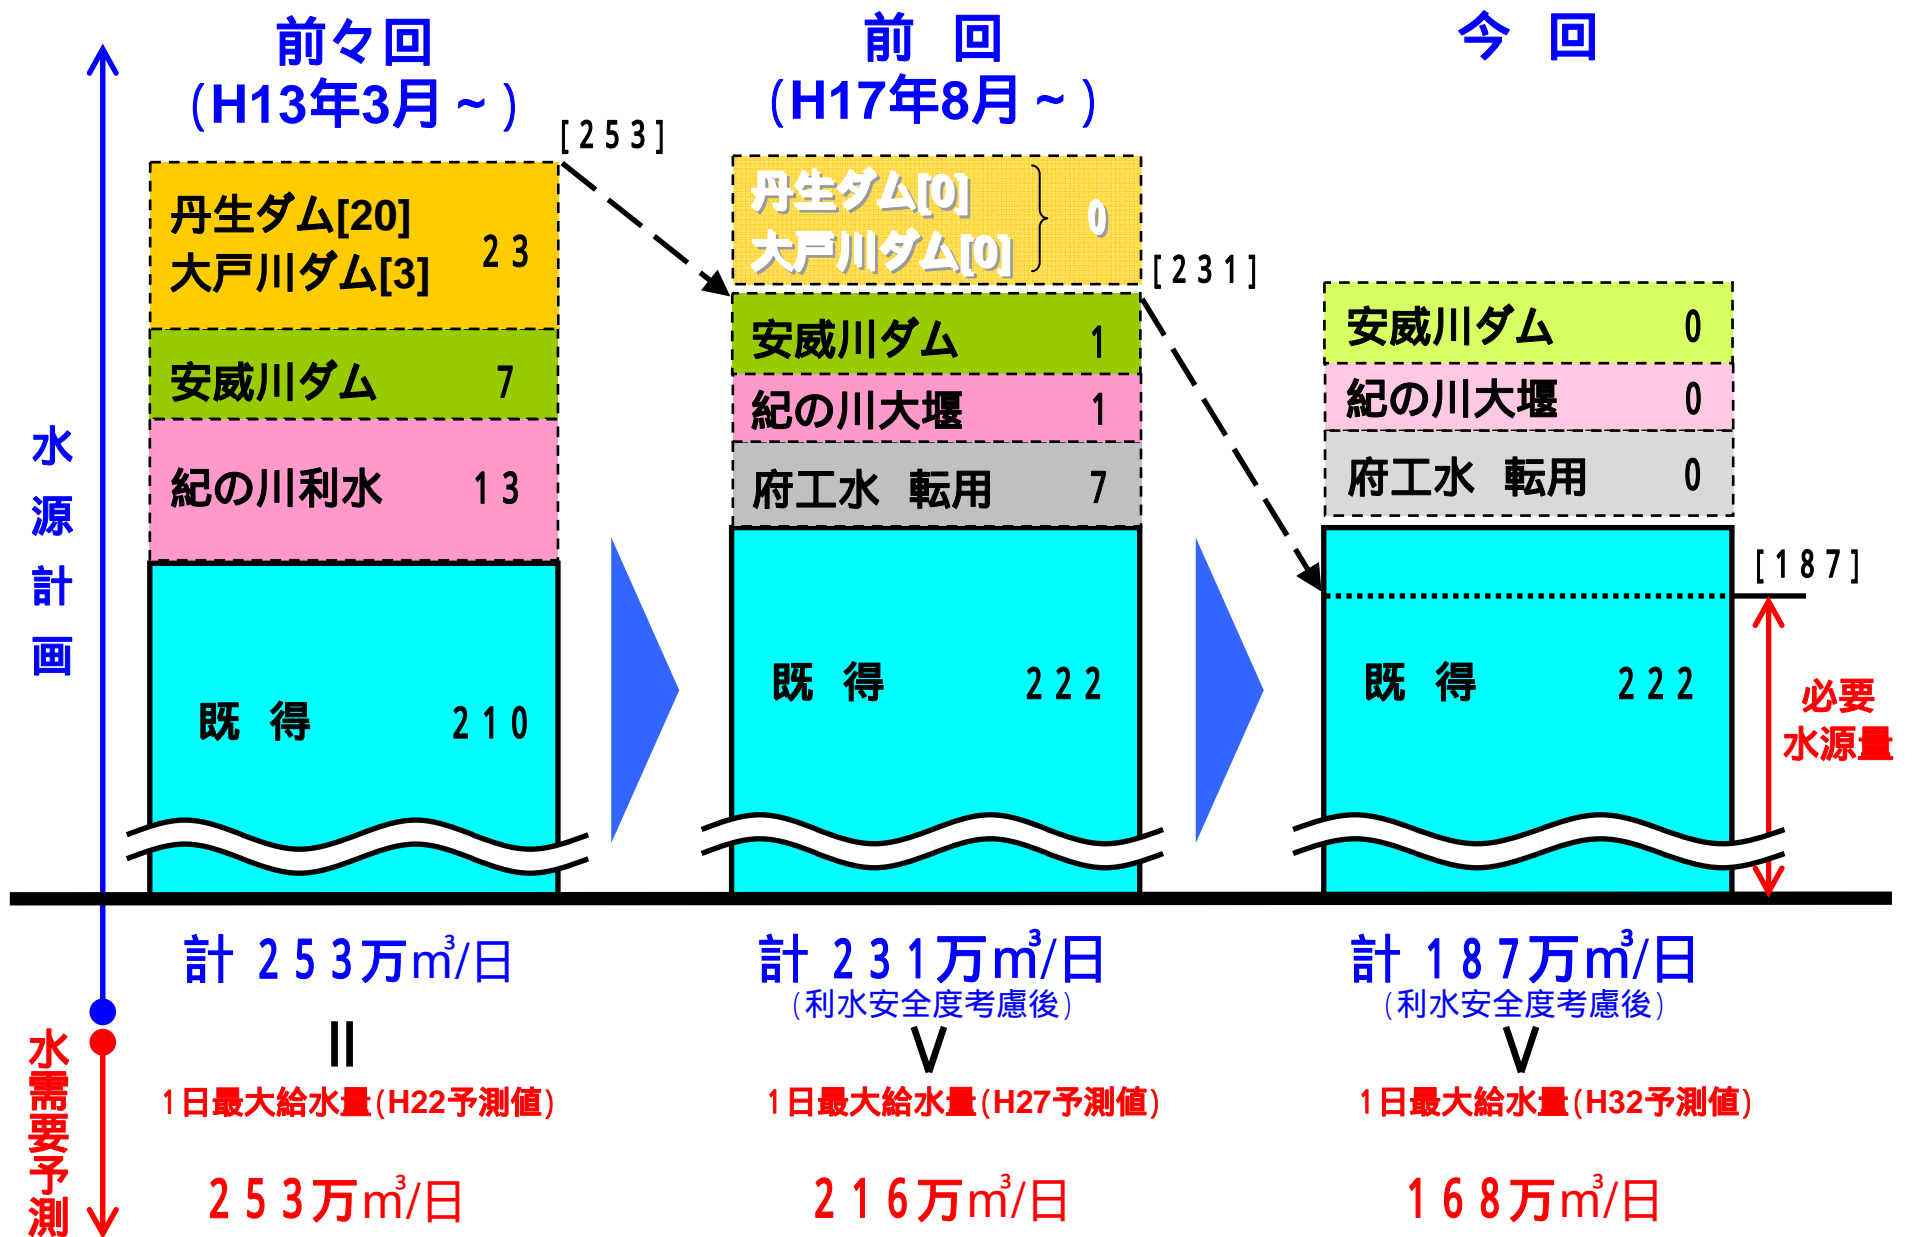 前々回
(H13年3月~)
前 回
(H17年8月~)
今 回
[253]
[231]
[187]
水源計画
水需要予測
丹生ダム[20]
大戸川ダム[3]
23
安威川ダム 7
紀の川利水 13
既 得 210
丹生ダム[0]
大戸川ダム[0]
0
安威川ダム 1
紀の川大堰 1
府工水 転用 7
既 得 222
安威川ダム 0
紀の川大堰 0
府工水 転用 0
既 得 222
必要
水源量
計 253万m³/日
=
1日最大給水量(H22予測値)
253万m³/日
計 231万m³/日
(利水安全度考慮後)
V
1日最大給水量(H27予測値)
216万m³/日
計 187万m³/日
(利水安全度考慮後)
V
1日最大給水量(H32予測値)
168万m³/日